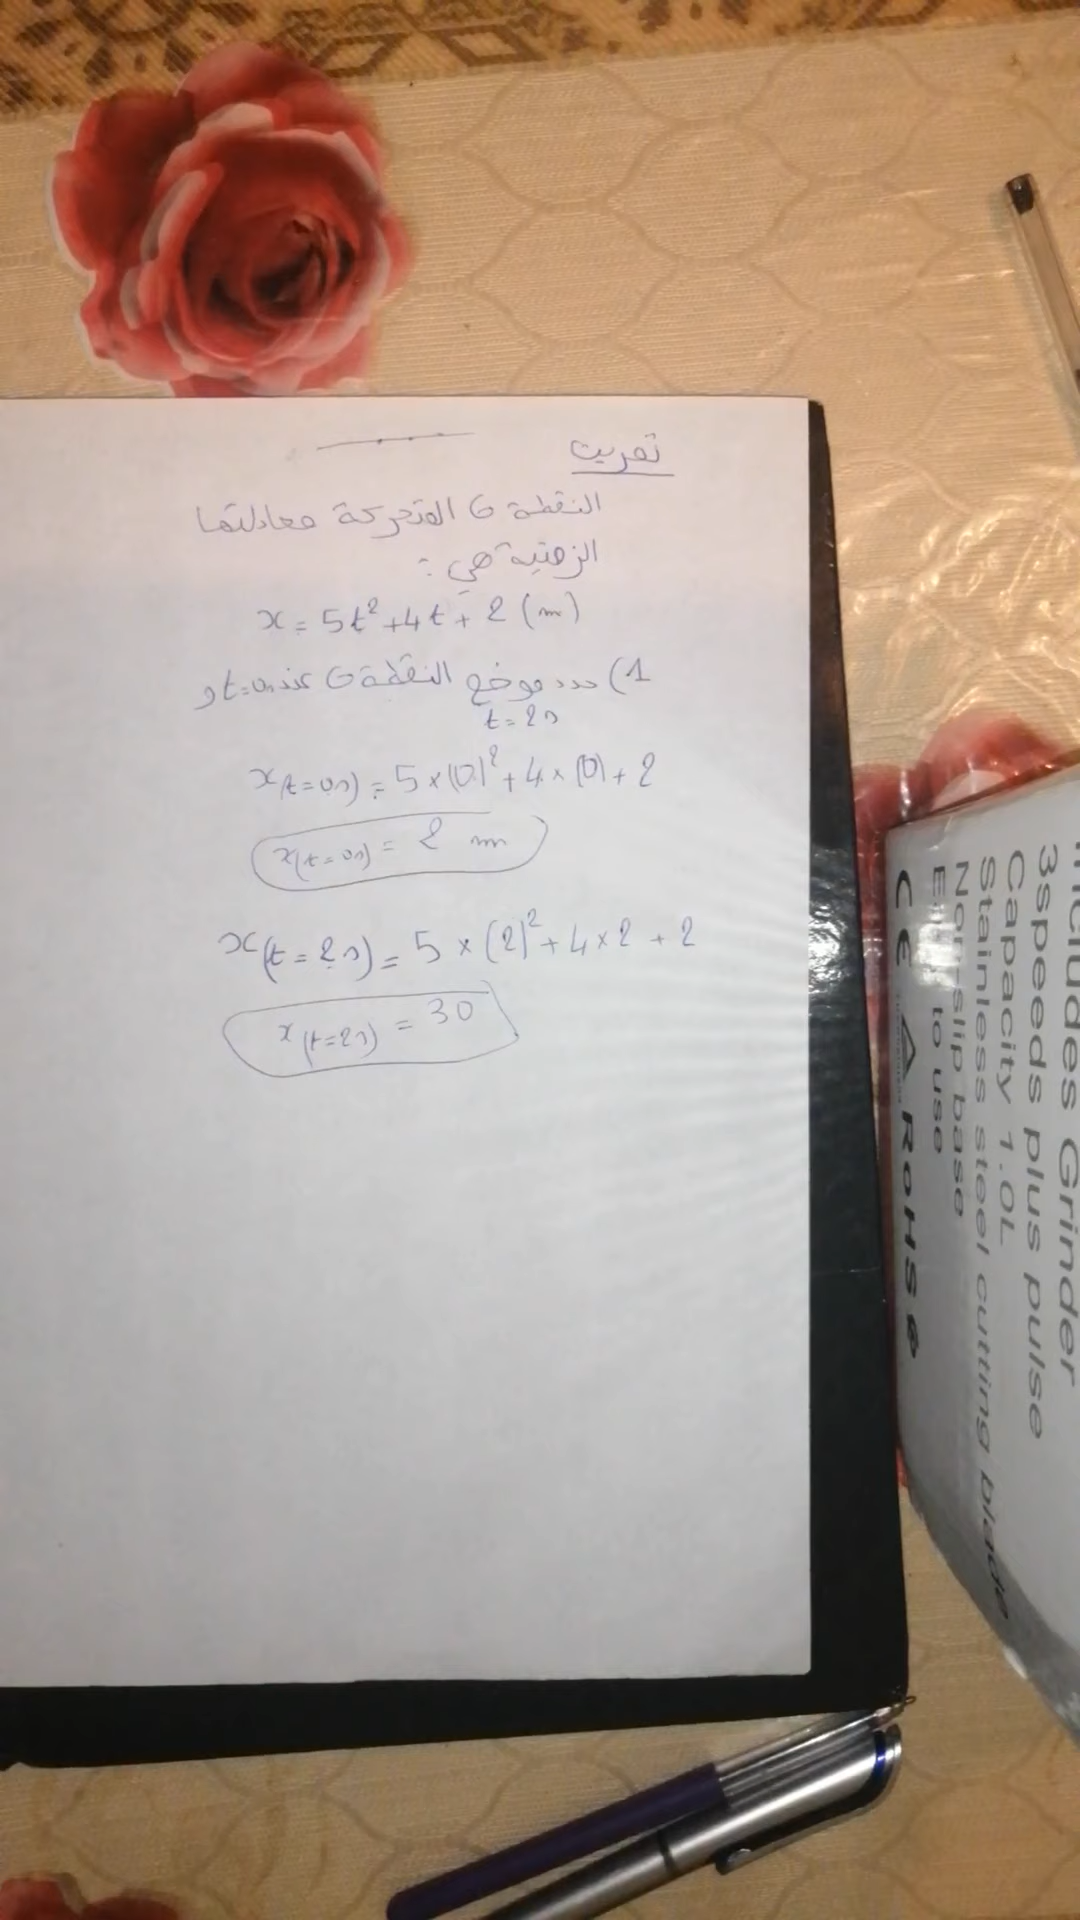 تمرين
النقطة G المتحركة معادلتها
الزمنية هي :
x = 5t² + 4t + 2 (m)
1) حدد موضع النقطة G عند t=0s و
t = 2s
x(t=0s) = 5 × (0)² + 4 × (0) + 2
x(t=0s) = 2 m
x(t = 2s) = 5 × (2)² + 4 × 2 + 2
x(t=2s) = 30
Includes Grinder
3speeds plus pulse
Capacity 1.0L
Stainless steel cutting blade
Non-slip base
to use
CE RoHS